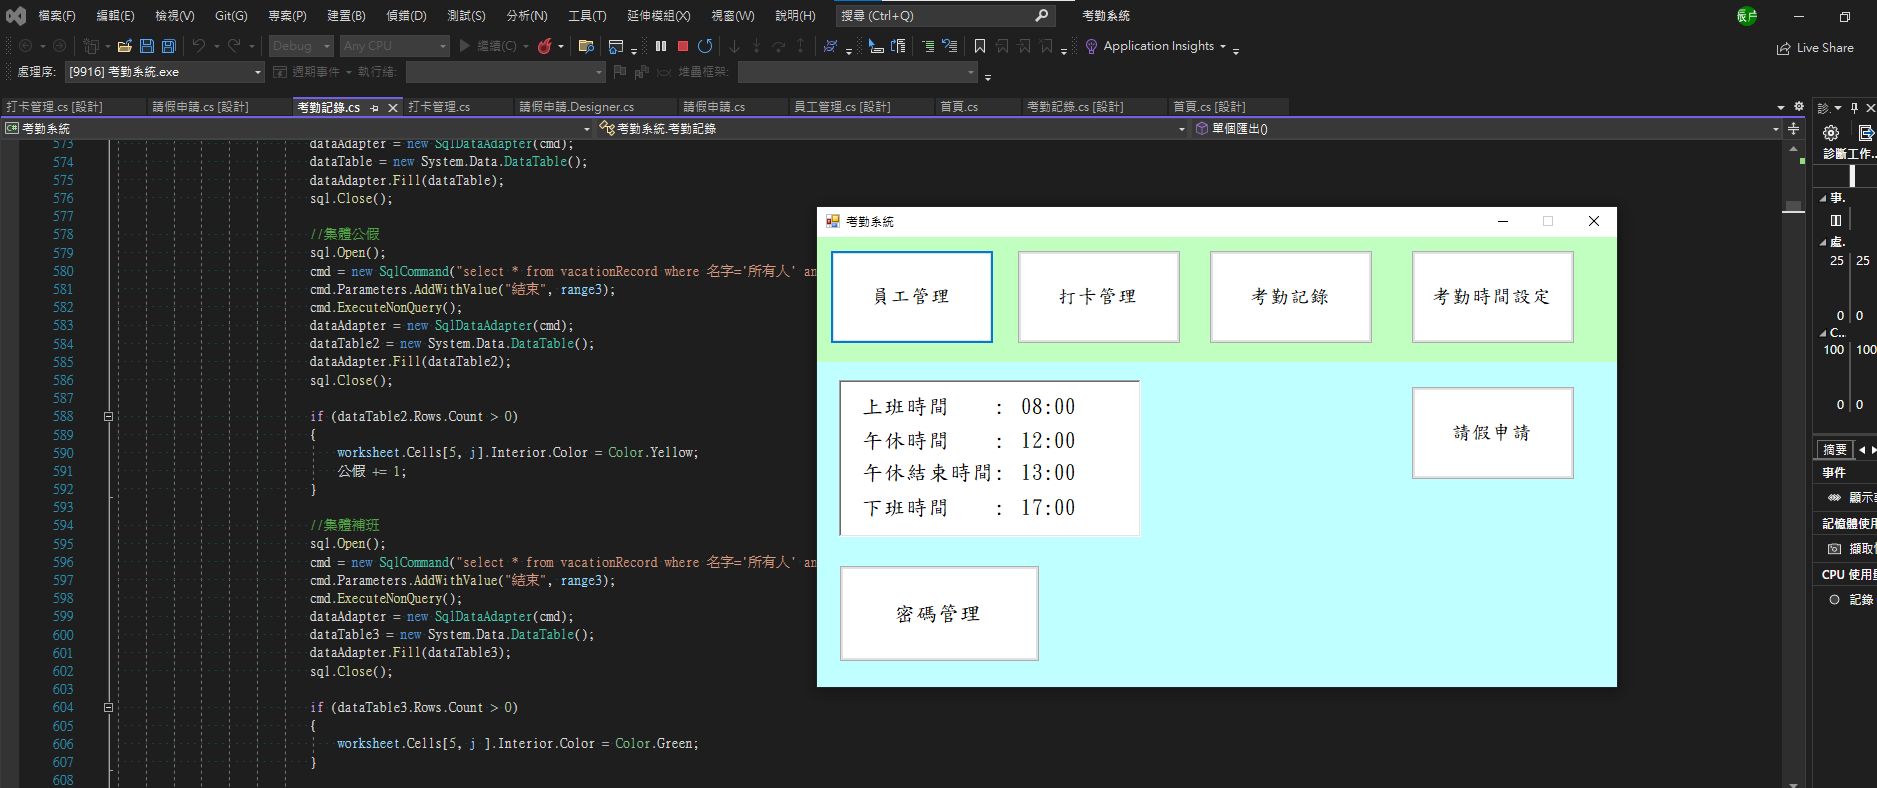 檔案(F) 編輯(E) 檢視(V) Git(G) 專案(P) 建置(B) 偵錯(D) 測試(S) 分析(N) 工具(T) 延伸模組(X) 視窗(W) 說明(H) 搜尋 (Ctrl+Q) 考勤系統
Debug Any CPU 繼續(C) Application Insights Live Share
處理序: [9916] 考勤系統.exe 週期事件 執行緒: 堆疊框架:
打卡管理.cs [設計] 請假申請.cs [設計] 考勤記錄.cs 打卡管理.cs 請假申請.Designer.cs 請假申請.cs 員工管理.cs [設計] 首頁.cs 考勤記錄.cs [設計] 首頁.cs [設計]
考勤系統 考勤系統.考勤記錄 單個匯出()
573 dataAdapter = new SqlDataAdapter(cmd);
574 dataTable = new System.Data.DataTable();
575 dataAdapter.Fill(dataTable);
576 sql.Close();
577
578 //集體公假
579 sql.Open();
580 cmd = new SqlCommand("select * from vacationRecord where 名字='所有人' an
581 cmd.Parameters.AddWithValue("結束", range3);
582 cmd.ExecuteNonQuery();
583 dataAdapter = new SqlDataAdapter(cmd);
584 dataTable2 = new System.Data.DataTable();
585 dataAdapter.Fill(dataTable2);
586 sql.Close();
587
588 if (dataTable2.Rows.Count > 0)
589 {
590 worksheet.Cells[5, j].Interior.Color = Color.Yellow;
591 公假 += 1;
592 }
593
594 //集體補班
595 sql.Open();
596 cmd = new SqlCommand("select * from vacationRecord where 名字='所有人' an
597 cmd.Parameters.AddWithValue("結束", range3);
598 cmd.ExecuteNonQuery();
599 dataAdapter = new SqlDataAdapter(cmd);
600 dataTable3 = new System.Data.DataTable();
601 dataAdapter.Fill(dataTable3);
602 sql.Close();
603
604 if (dataTable3.Rows.Count > 0)
605 {
606 worksheet.Cells[5, j ].Interior.Color = Color.Green;
607 }
608
考勤系統
員工管理 打卡管理 考勤記錄 考勤時間設定
上班時間 : 08:00
午休時間 : 12:00
午休結束時間: 13:00
下班時間 : 17:00
請假申請
密碼管理
診.
診斷工作...
事.
處.
25 25
0 0
C...
100 100
0 0
摘要
事件
顯示
記憶體使用
擷取
CPU 使用
記錄